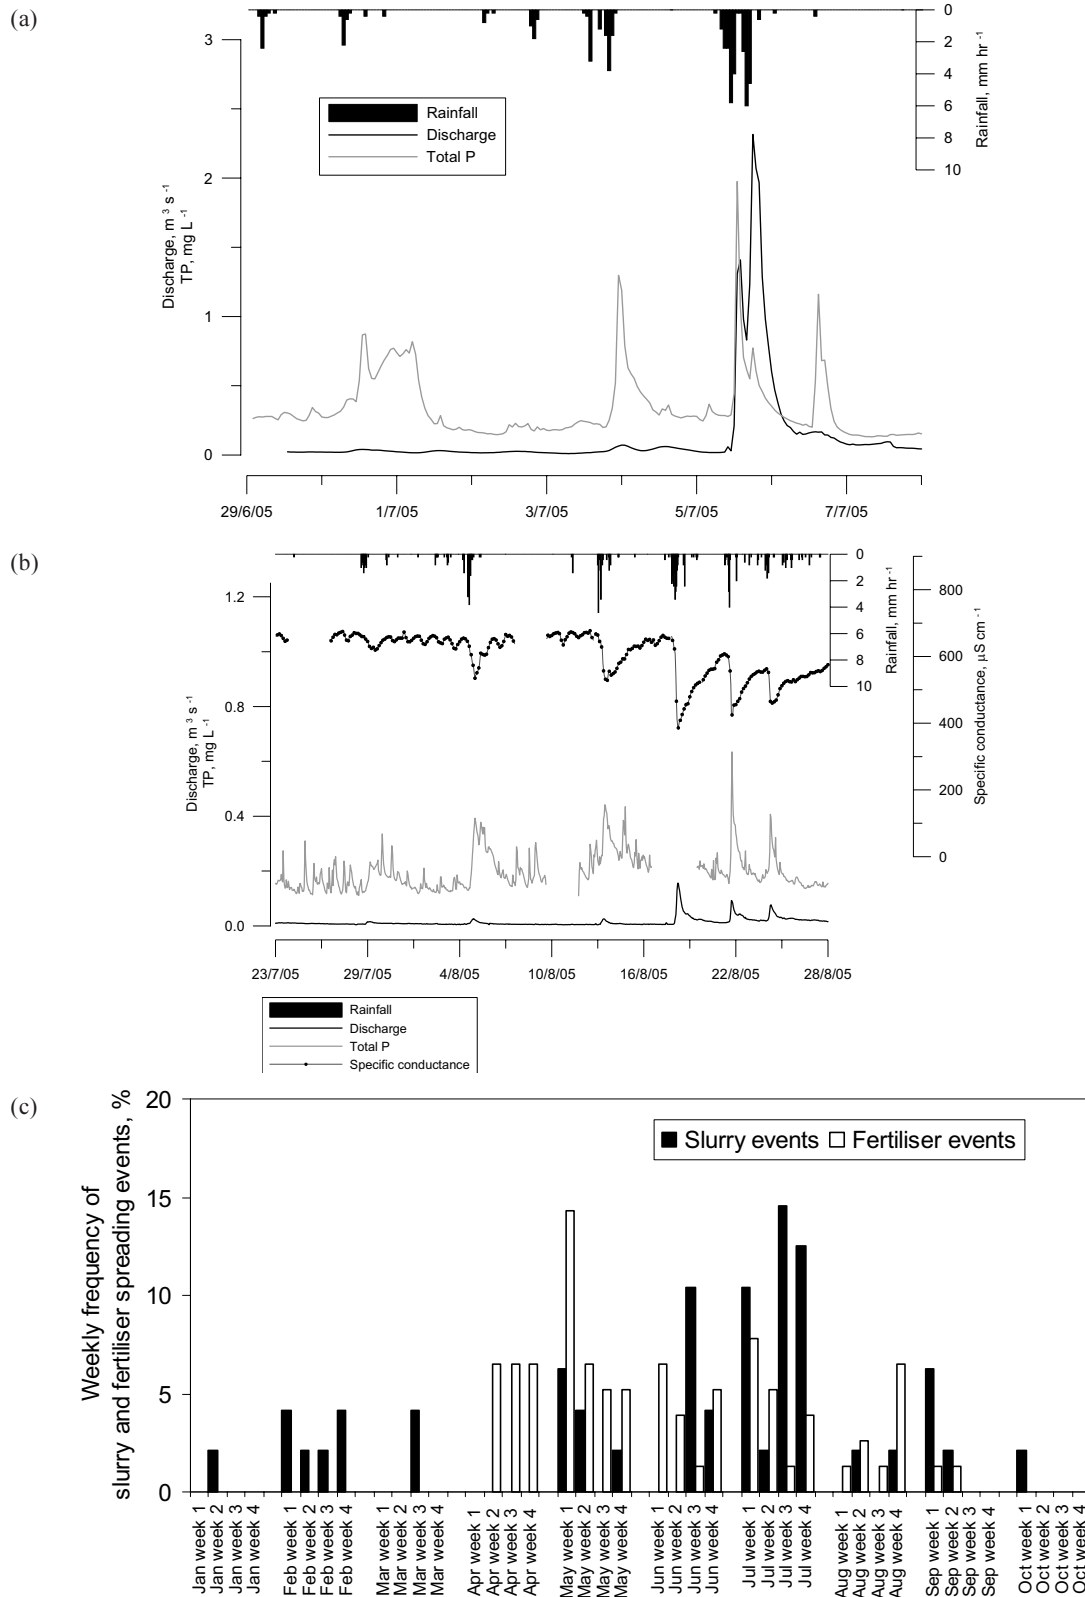 (a)
3
2
1
0
Discharge, m 3 s -1
TP, mg L -1
0
2
4
6
8
10
Rainfall, mm hr -1
Rainfall
Discharge
Total P
29/6/05
1/7/05
3/7/05
5/7/05
7/7/05
(b)
1.2
0.8
0.4
0.0
Discharge, m 3 s -1
TP, mg L -1
0
2
4
6
8
10
Rainfall, mm hr -1
800
600
400
200
0
Specific conductance, µS cm -1
23/7/05
29/7/05
4/8/05
10/8/05
16/8/05
22/8/05
28/8/05
Rainfall
Discharge
Total P
Specific conductance
(c)
20
15
10
5
0
Weekly frequency of
slurry and fertiliser spreading events, %
Slurry events
Fertiliser events
Jan week 1
Jan week 2
Jan week 3
Jan week 4
Feb week 1
Feb week 2
Feb week 3
Feb week 4
Mar week 1
Mar week 2
Mar week 3
Mar week 4
Apr week 1
Apr week 2
Apr week 3
Apr week 4
May week 1
May week 2
May week 3
May week 4
Jun week 1
Jun week 2
Jun week 3
Jun week 4
Jul week 1
Jul week 2
Jul week 3
Jul week 4
Aug week 1
Aug week 2
Aug week 3
Aug week 4
Sep week 1
Sep week 2
Sep week 3
Sep week 4
Oct week 1
Oct week 2
Oct week 3
Oct week 4